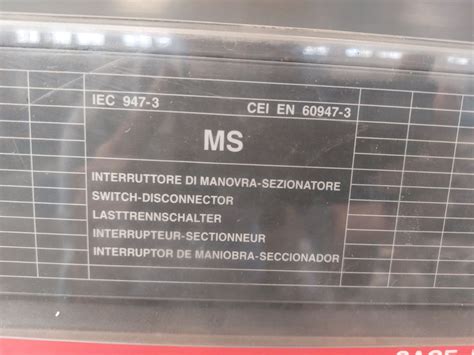 IEC 947-3 CEI EN 60947-3
MS
INTERRUTTORE DI MANOVRA-SEZIONATORE
SWITCH-DISCONNECTOR
LASTTRENNSCHALTER
INTERRUPTEUR-SECTIONNEUR
INTERRUPTOR DE MANIOBRA-SECCIONADOR